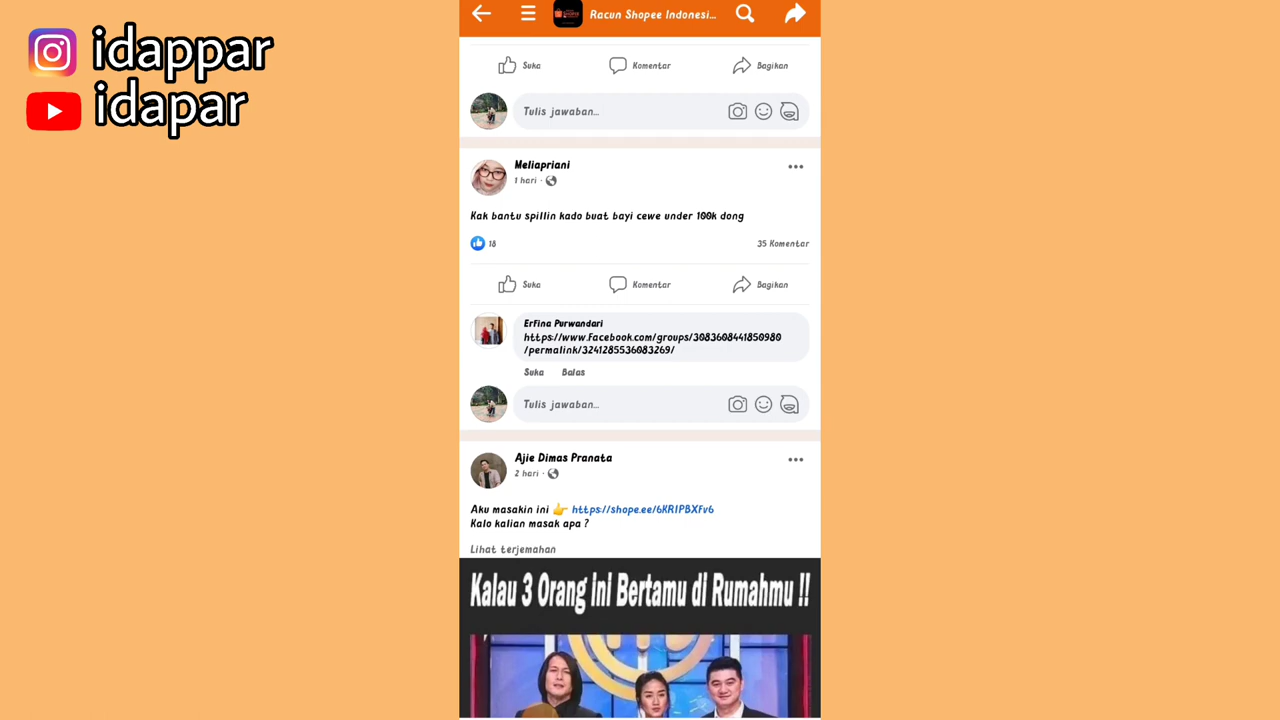 idappar
idapar
Racun Shopee Indonesi...
Suka Komentar Bagikan
Tulis jawaban...
Meliapriani
1 hari ·
Kak bantu spillin kado buat bayi cewe under 100k dong
18 35 Komentar
Suka Komentar Bagikan
Erfina Purwandari
https://www.facebook.com/groups/3083608441850980
/permalink/3241285536083269/
Suka Balas
Tulis jawaban...
Ajie Dimas Pranata
2 hari ·
Aku masakin ini 👉 https://shope.ee/6KRIPBXFv6
Kalo kalian masak apa ?
Lihat terjemahan
Kalau 3 Orang ini Bertamu di Rumahmu !!